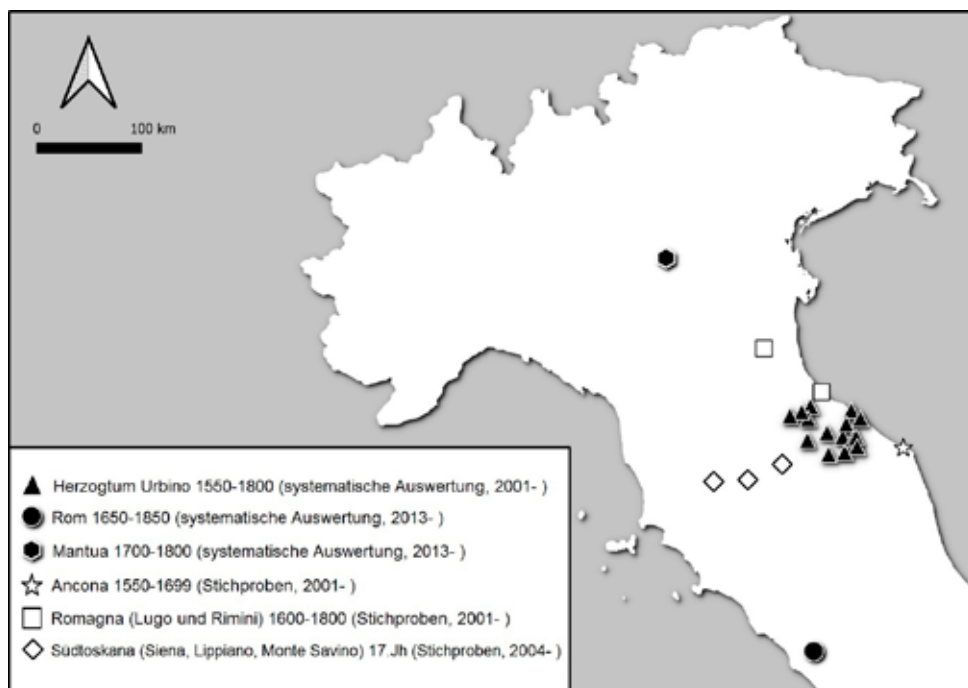 0 100 km
Herzogtum Urbino 1550-1800 (systematische Auswertung, 2001- )
Rom 1650-1850 (systematische Auswertung, 2013- )
Mantua 1700-1800 (systematische Auswertung, 2013- )
Ancona 1550-1699 (Stichproben, 2001- )
Romagna (Lugo und Rimini) 1600-1800 (Stichproben, 2001- )
Südtoskana (Siena, Lippiano, Monte Savino) 17.Jh (Stichproben, 2004- )